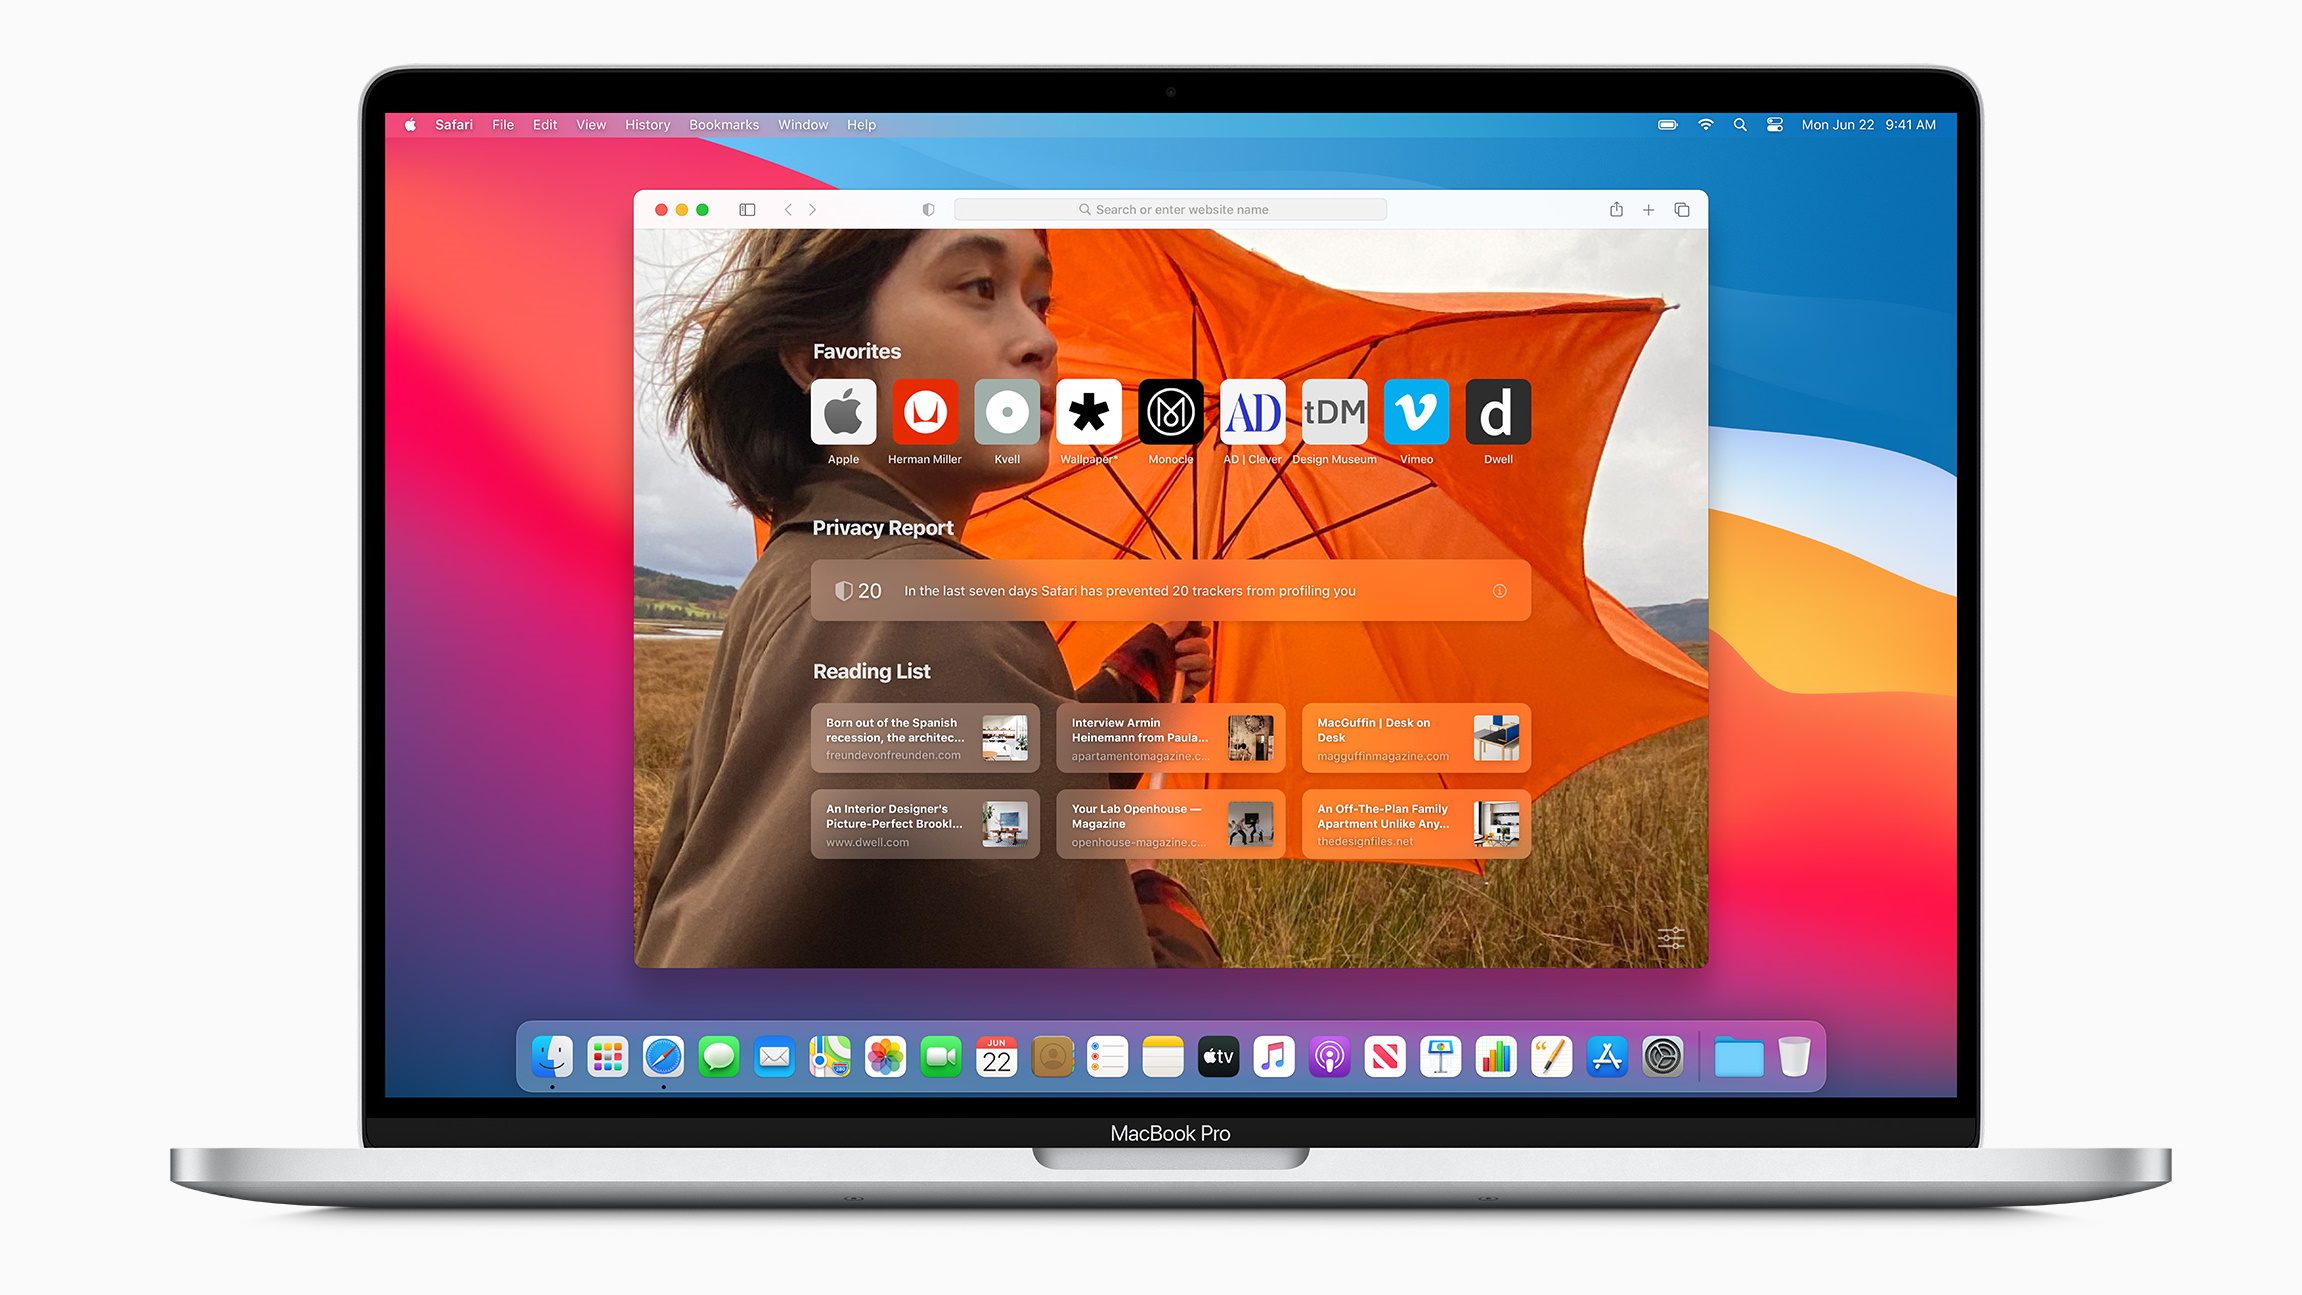 Safari File Edit View History Bookmarks Window Help Mon Jun 22 9:41 AM
Search or enter website name
Favorites
AD tDM d
Apple Herman Miller Kvell Wallpaper* Monocle AD | Clever Design Museum Vimeo Dwell
Privacy Report
20 In the last seven days Safari has prevented 20 trackers from profiling you
Reading List
Born out of the Spanish
recession, the architec...
freundevonfreunden.com
Interview Armin
Heinemann from Paula...
apartamentomagazine.c...
MacGuffin | Desk on
Desk
magguffinmagazine.com
An Interior Designer's
Picture-Perfect Brookl...
www.dwell.com
Your Lab Openhouse —
Magazine
openhouse-magazine.c...
An Off-The-Plan Family
Apartment Unlike Any...
thedesignfiles.net
JUN
22
280
tv
MacBook Pro